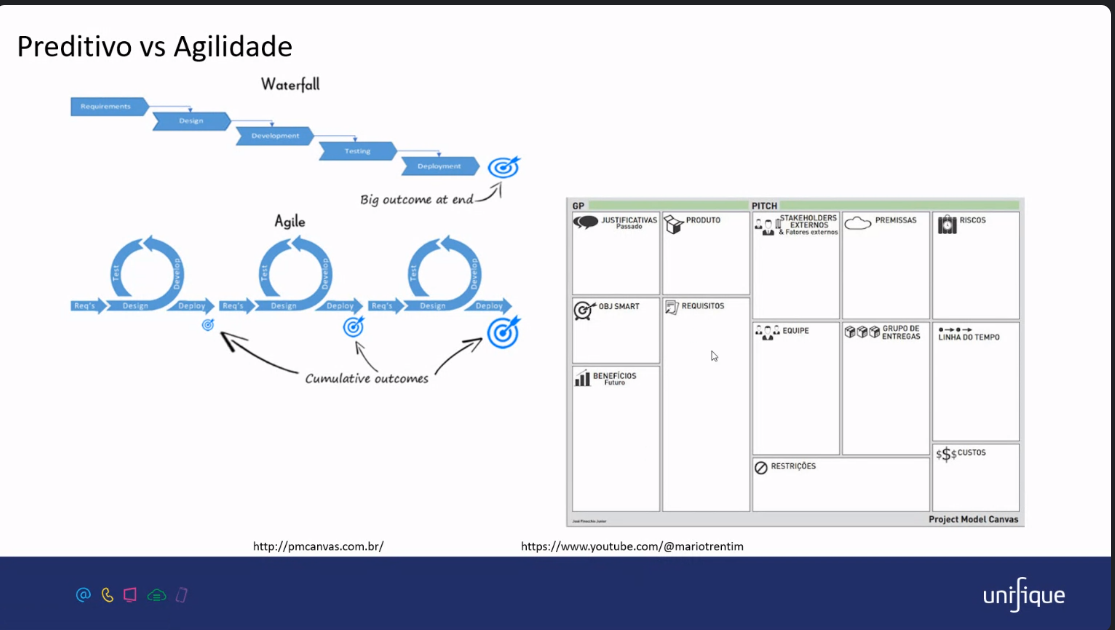 Preditivo vs Agilidade
Waterfall
Requirements
Design
Development
Testing
Deployment
Big outcome at end
Agile
Test
Develop
Req's
Design
Deploy
Test
Develop
Req's
Design
Deploy
Test
Develop
Req's
Design
Deploy
Cumulative outcomes
GP
PITCH
JUSTIFICATIVAS
Passado
PRODUTO
STAKEHOLDERS
EXTERNOS
& Fatores externos
PREMISSAS
RISCOS
OBJ SMART
REQUISITOS
EQUIPE
GRUPO DE
ENTREGAS
LINHA DO TEMPO
BENEFÍCIOS
Futuro
RESTRIÇÕES
$$$ CUSTOS
Project Model Canvas
http://pmcanvas.com.br/
https://www.youtube.com/@mariotrentim
unifique